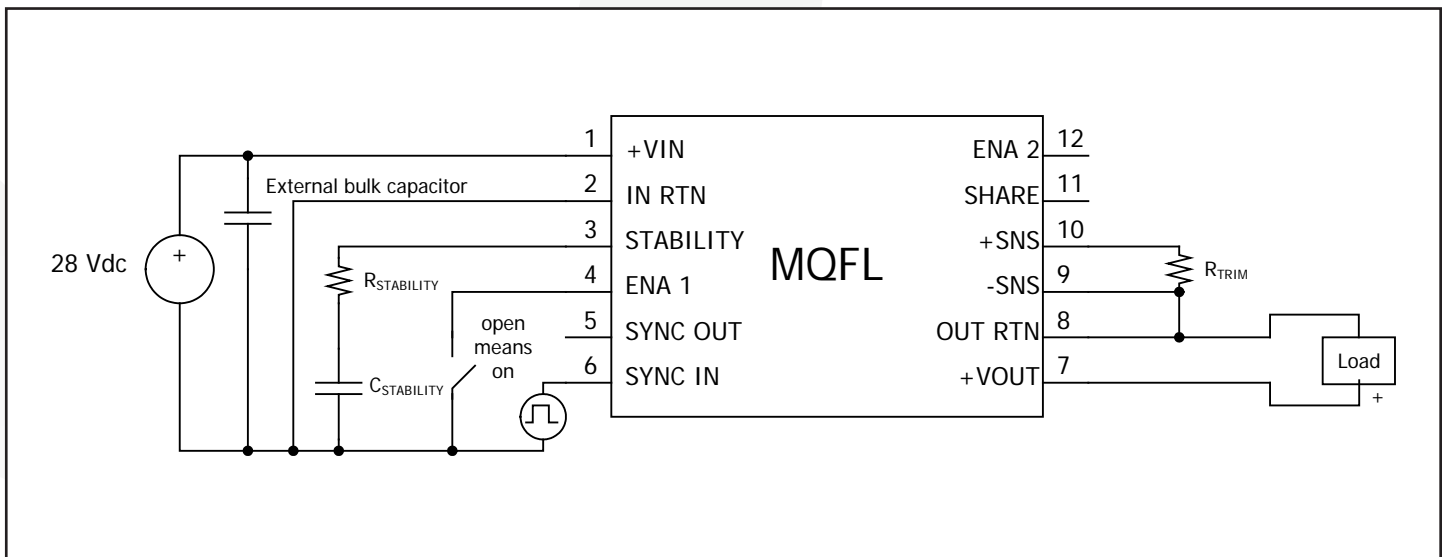 1
+VIN
ENA 2
12
External bulk capacitor
2
IN RTN
SHARE
11
3
STABILITY
+SNS
10
28 Vdc
+
RSTABILITY
MQFL
RTRIM
4
ENA 1
-SNS
9
open
means
on
5
SYNC OUT
OUT RTN
8
Load
+
CSTABILITY
6
SYNC IN
+VOUT
7